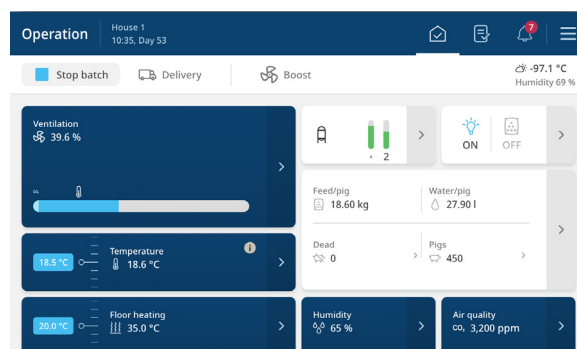 Operation
House 1
10:35, Day 53
7
Stop batch
Delivery
Boost
-97.1 °C
Humidity 69 %
Ventilation
39.6 %
2
ON
OFF
Feed/pig
18.60 kg
Water/pig
27.90 l
Dead
0
Pigs
450
18.5 °C
Temperature
18.6 °C
i
20.0 °C
Floor heating
35.0 °C
Humidity
65 %
Air quality
CO₂ 3,200 ppm